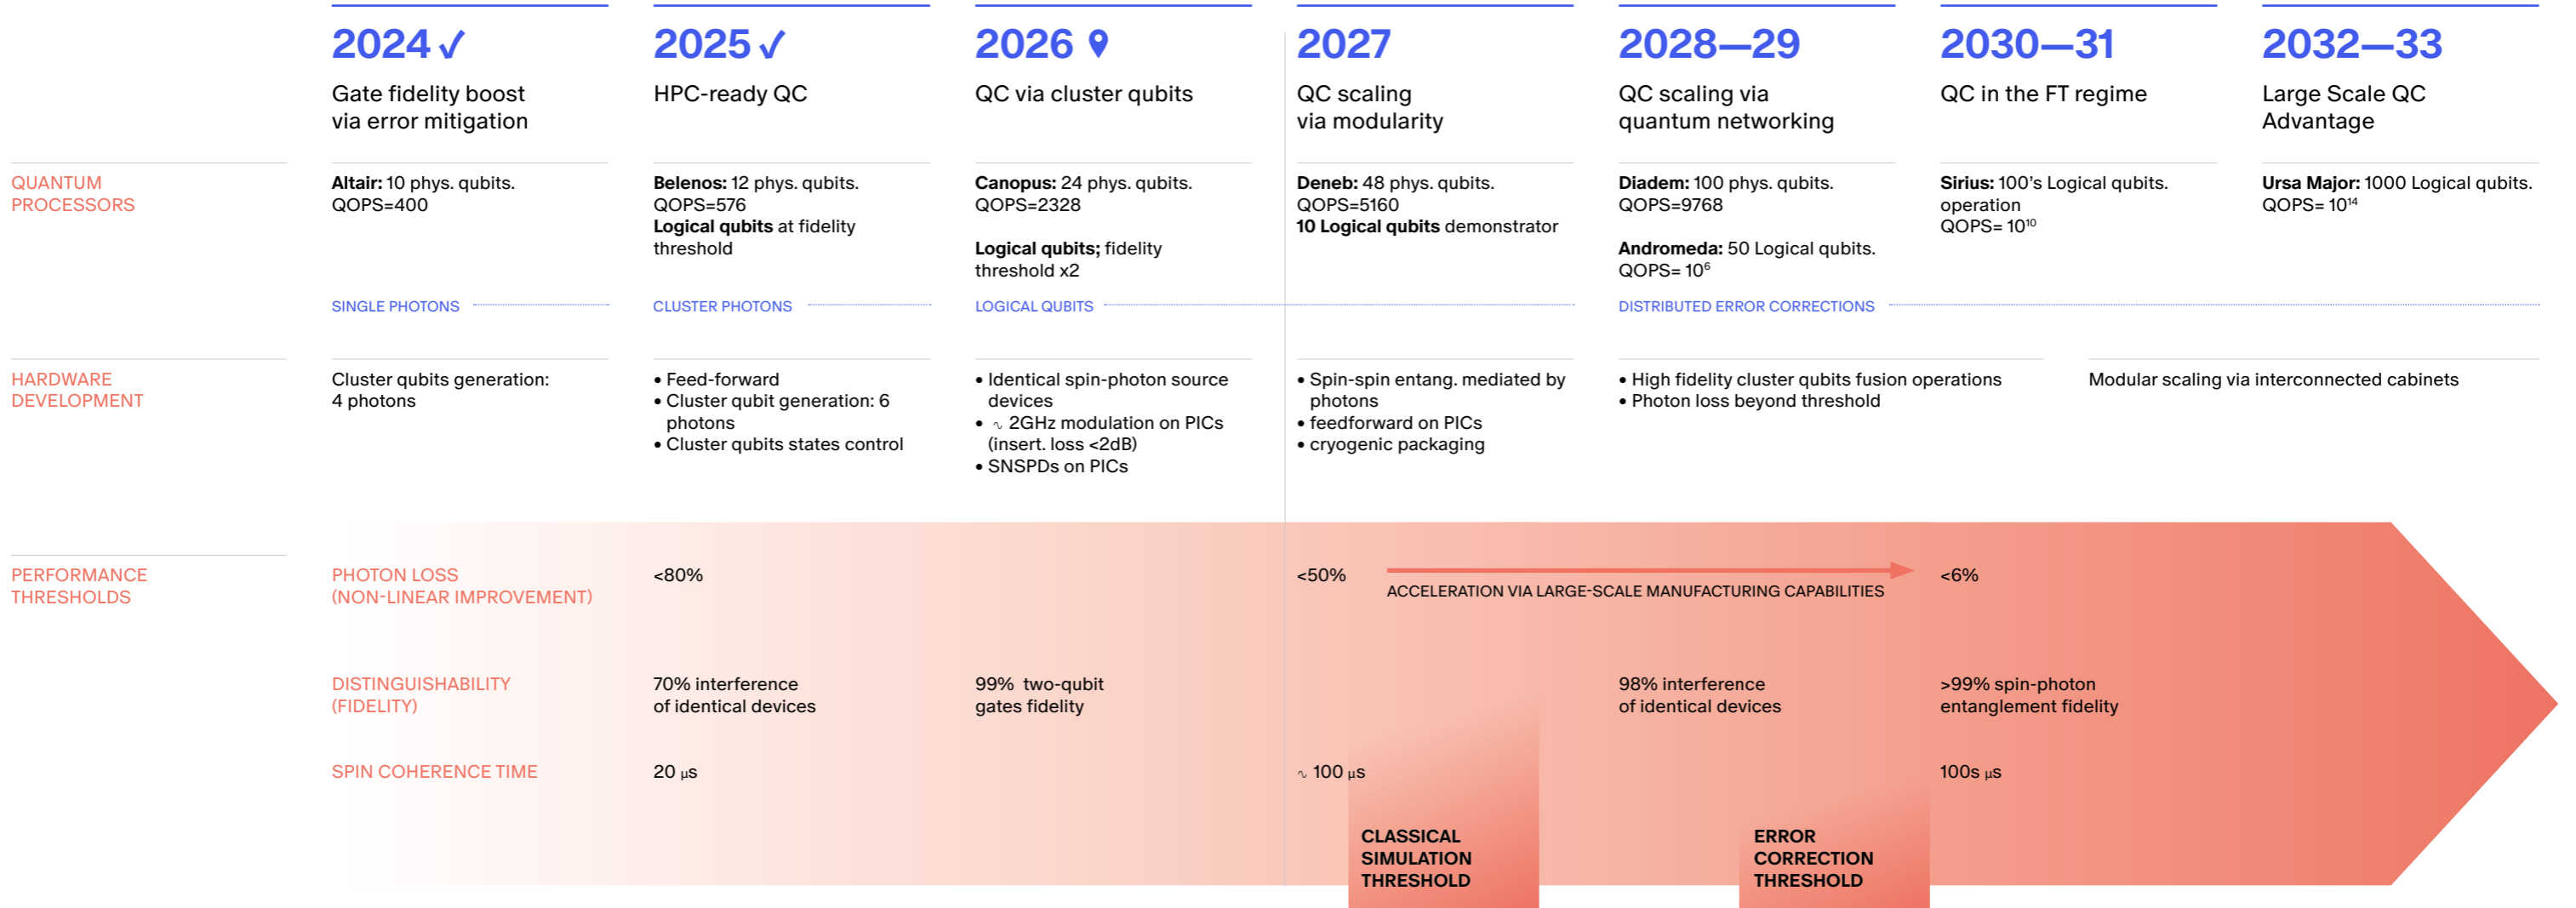 2024 ✓
2025 ✓
2026
2027
2028—29
2030—31
2032—33
Gate fidelity boost
via error mitigation
HPC-ready QC
QC via cluster qubits
QC scaling
via modularity
QC scaling via
quantum networking
QC in the FT regime
Large Scale QC
Advantage
QUANTUM
PROCESSORS
Altair: 10 phys. qubits.
QOPS=400
Belenos: 12 phys. qubits.
QOPS=576
Logical qubits at fidelity
threshold
Canopus: 24 phys. qubits.
QOPS=2328
Logical qubits; fidelity
threshold x2
Deneb: 48 phys. qubits.
QOPS=5160
10 Logical qubits demonstrator
Diadem: 100 phys. qubits.
QOPS=9768
Andromeda: 50 Logical qubits.
QOPS= 10⁶
Sirius: 100's Logical qubits.
operation
QOPS= 10¹⁰
Ursa Major: 1000 Logical qubits.
QOPS= 10¹⁴
SINGLE PHOTONS
CLUSTER PHOTONS
LOGICAL QUBITS
DISTRIBUTED ERROR CORRECTIONS
HARDWARE
DEVELOPMENT
Cluster qubits generation:
4 photons
• Feed-forward
• Cluster qubit generation: 6
photons
• Cluster qubits states control
• Identical spin-photon source
devices
• ∿ 2GHz modulation on PICs
(insert. loss <2dB)
• SNSPDs on PICs
• Spin-spin entang. mediated by
photons
• feedforward on PICs
• cryogenic packaging
• High fidelity cluster qubits fusion operations
• Photon loss beyond threshold
Modular scaling via interconnected cabinets
PERFORMANCE
THRESHOLDS
PHOTON LOSS
(NON-LINEAR IMPROVEMENT)
<80%
<50%
ACCELERATION VIA LARGE-SCALE MANUFACTURING CAPABILITIES
<6%
DISTINGUISHABILITY
(FIDELITY)
70% interference
of identical devices
99% two-qubit
gates fidelity
98% interference
of identical devices
>99% spin-photon
entanglement fidelity
SPIN COHERENCE TIME
20 µs
∿ 100 µs
100s µs
CLASSICAL
SIMULATION
THRESHOLD
ERROR
CORRECTION
THRESHOLD